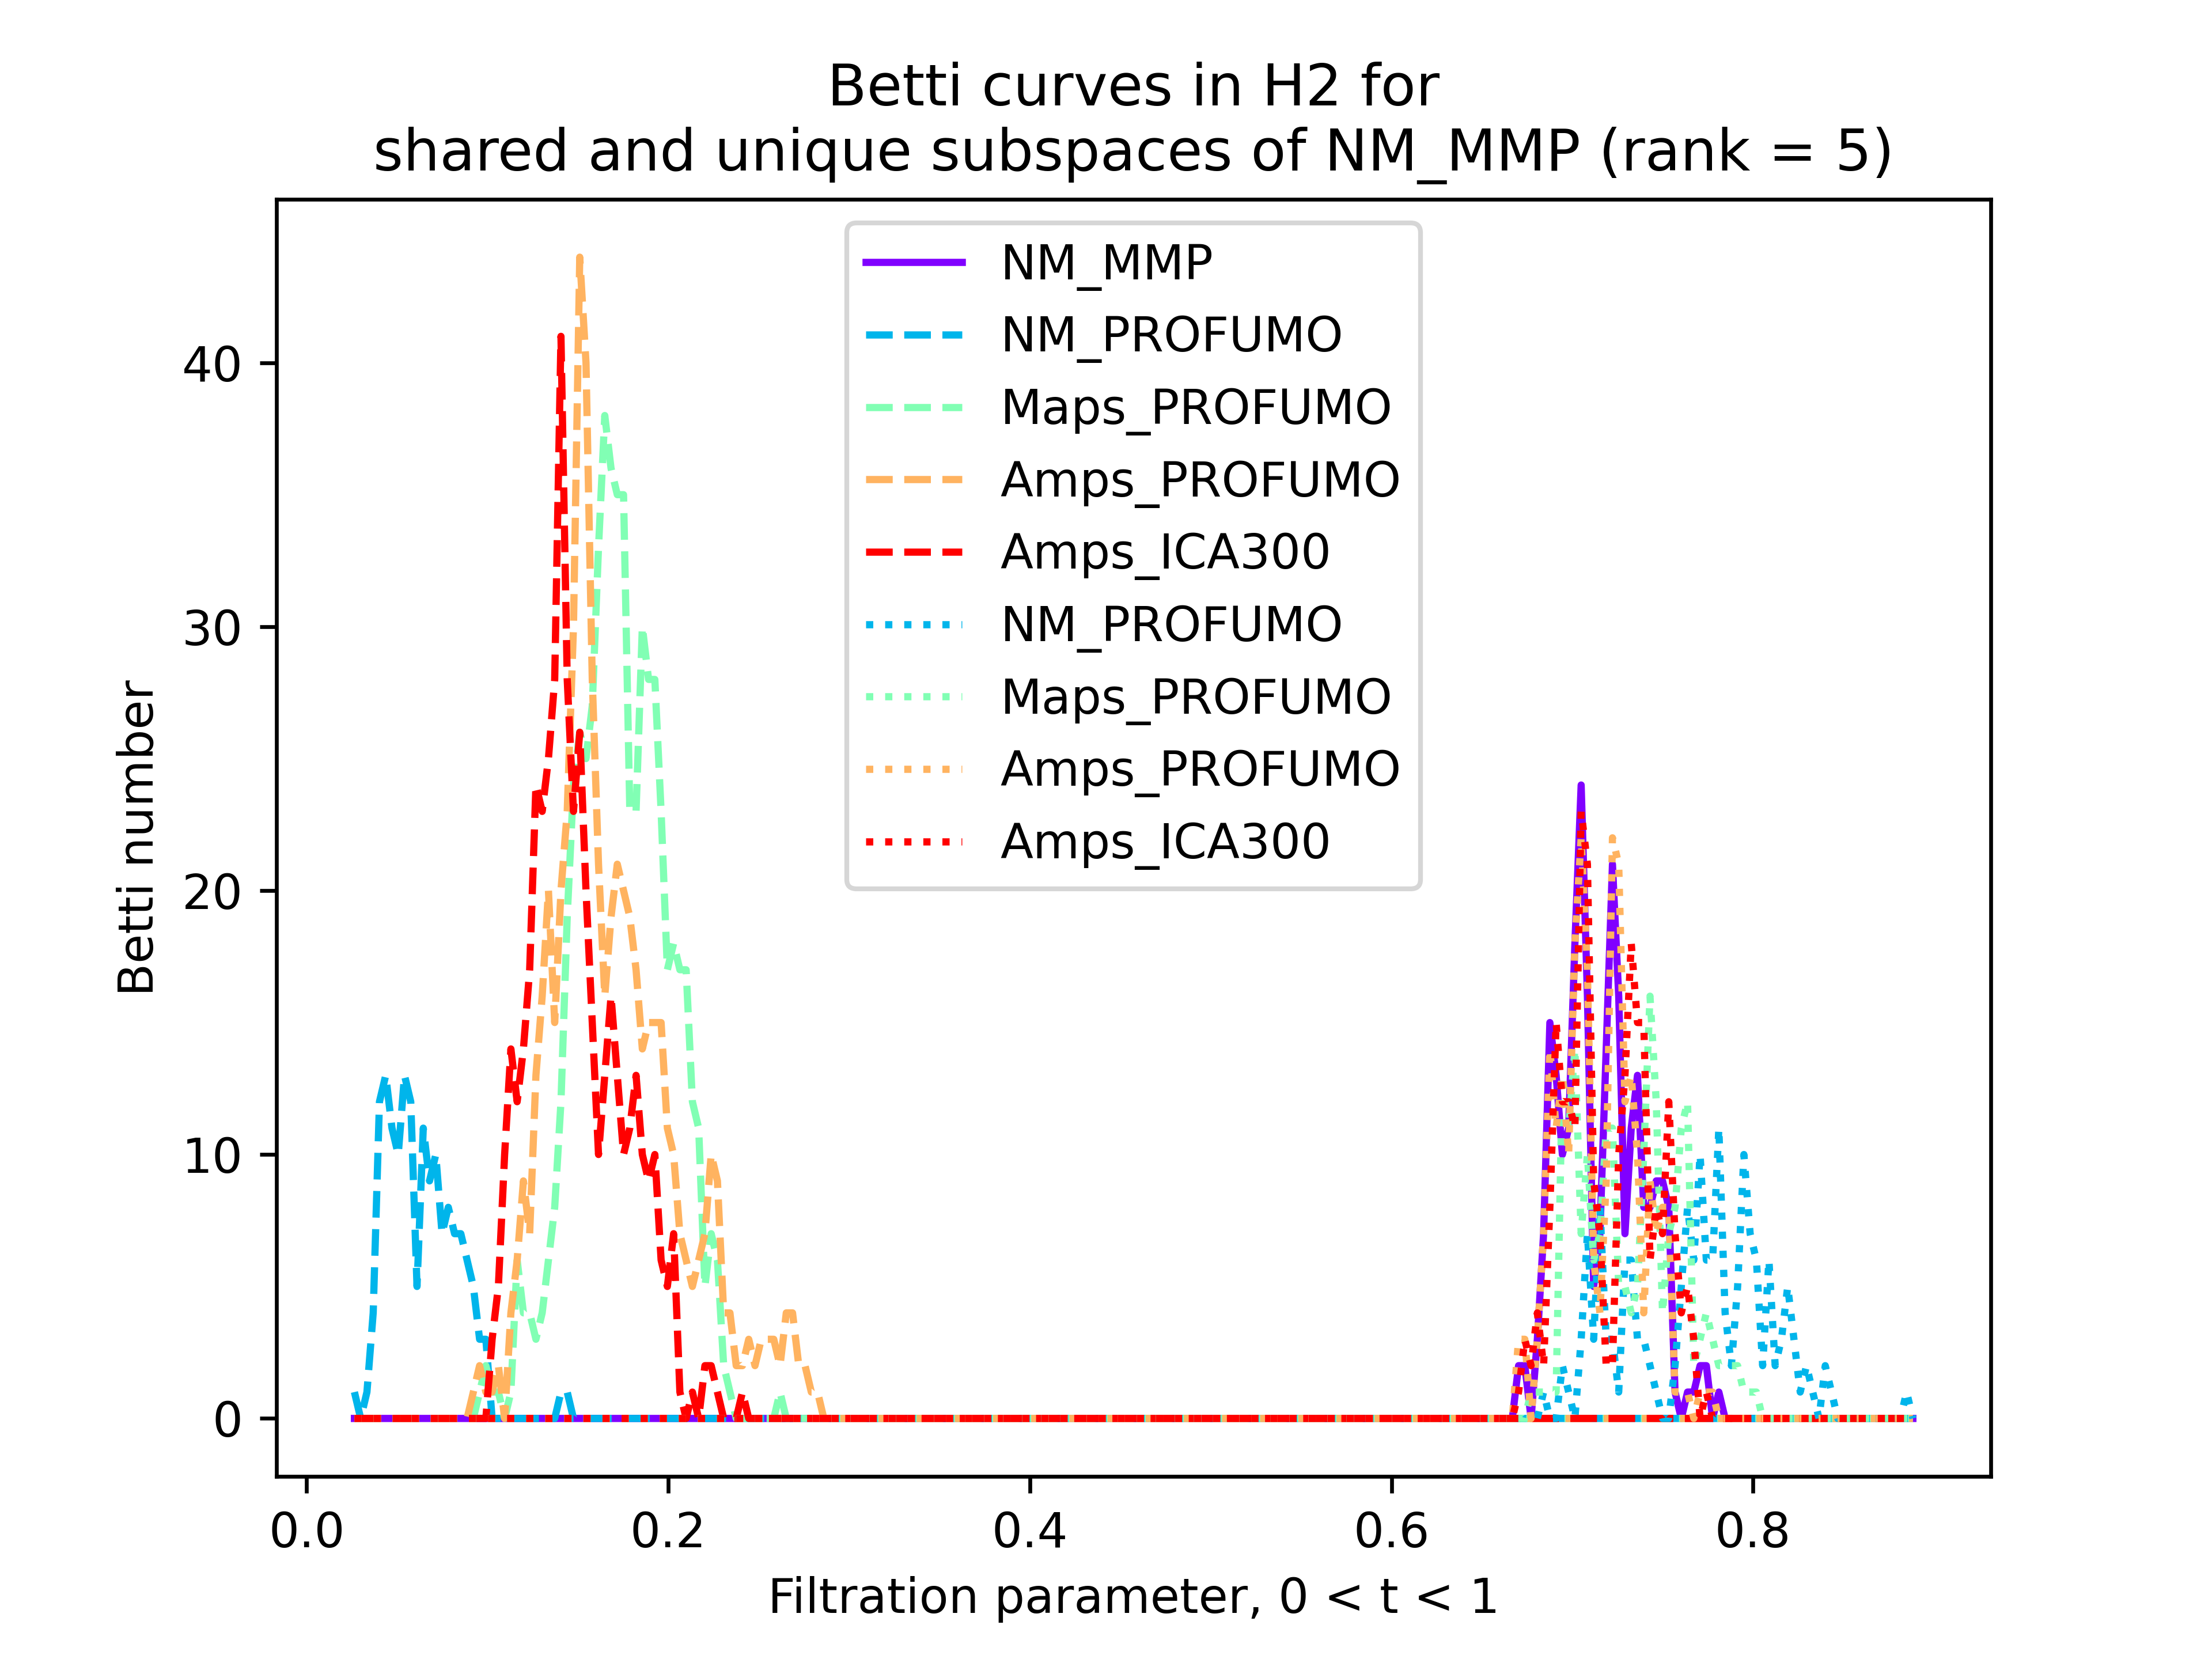 Betti curves in H2 for
shared and unique subspaces of NM_MMP (rank = 5)
NM_MMP
NM_PROFUMO
Maps_PROFUMO
Amps_PROFUMO
Amps_ICA300
NM_PROFUMO
Maps_PROFUMO
Amps_PROFUMO
Amps_ICA300
Betti number
40
30
20
10
0
0.0 0.2 0.4 0.6 0.8
Filtration parameter, 0 < t < 1